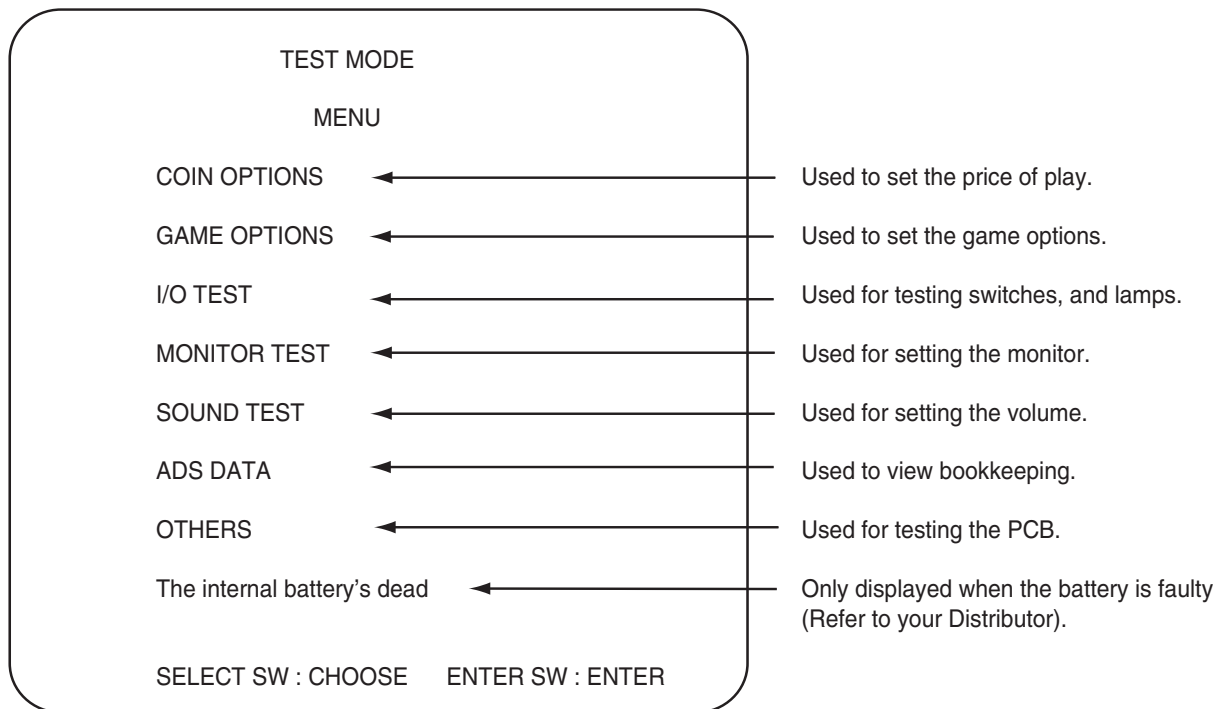 TEST MODE
MENU
COIN OPTIONS Used to set the price of play.
GAME OPTIONS Used to set the game options.
I/O TEST Used for testing switches, and lamps.
MONITOR TEST Used for setting the monitor.
SOUND TEST Used for setting the volume.
ADS DATA Used to view bookkeeping.
OTHERS Used for testing the PCB.
The internal battery’s dead Only displayed when the battery is faulty
(Refer to your Distributor).
SELECT SW : CHOOSE ENTER SW : ENTER